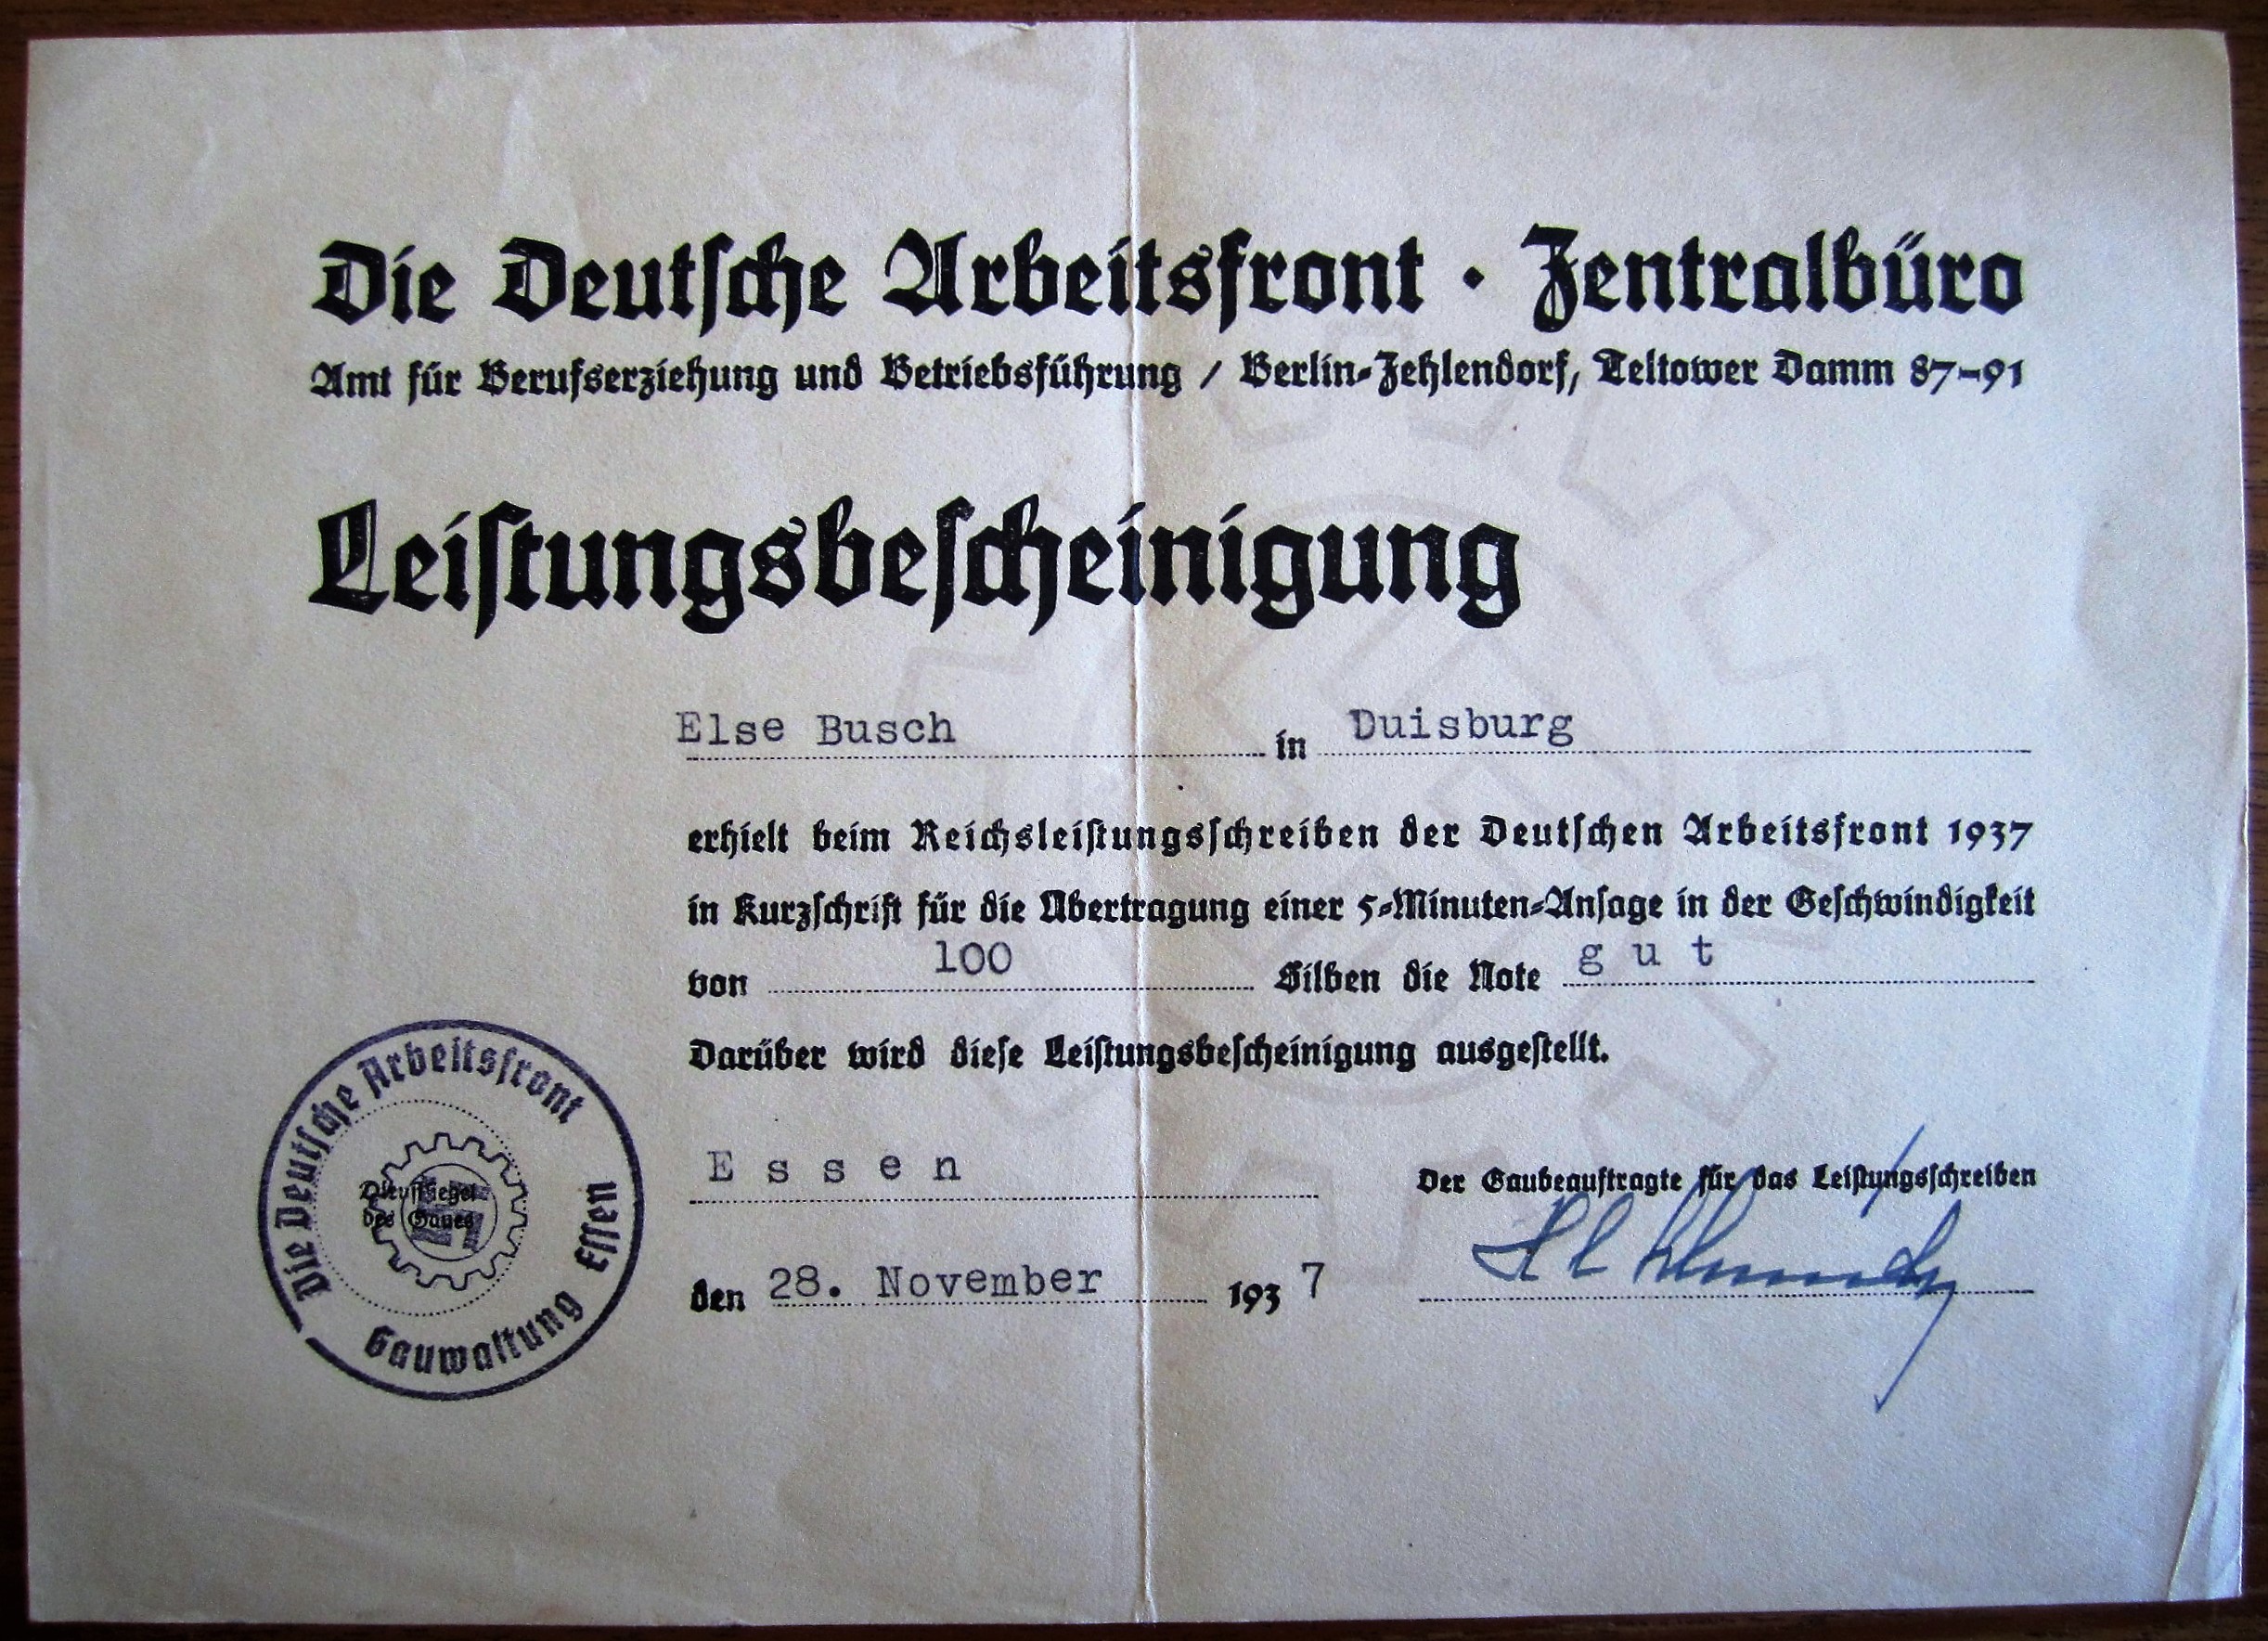 Die Deutsche Arbeitsfront · Zentralbüro
Amt für Berufserziehung und Betriebsführung / Berlin-Zehlendorf, Teltower Damm 87–91
Leistungsbescheinigung
Else Busch in Duisburg
erhielt beim Reichsleistungsschreiben der Deutschen Arbeitsfront 1937
in Kurzschrift für die Übertragung einer 5-Minuten-Ansage in der Geschwindigkeit
von 100 Silben die Note gut
Darüber wird diese Leistungsbescheinigung ausgestellt.
Essen
Der Gaubeauftragte für das Leistungsschreiben
den 28. November 1937
Die Deutsche Arbeitsfront
Gauwaltung Essen
Dienstsiegel
des Gaues